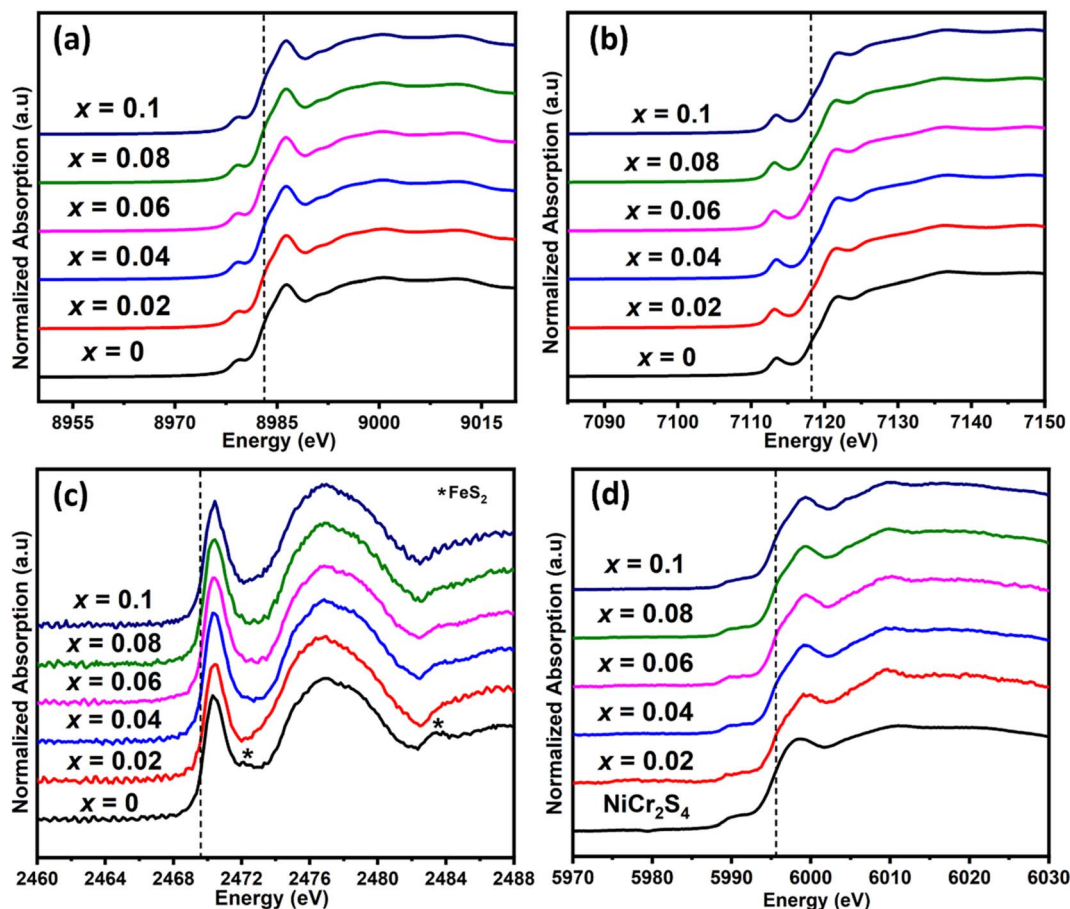 (a)
x = 0.1
x = 0.08
x = 0.06
x = 0.04
x = 0.02
x = 0
Normalized Absorption (a.u)
8955 8970 8985 9000 9015
Energy (eV)
(b)
x = 0.1
x = 0.08
x = 0.06
x = 0.04
x = 0.02
x = 0
Normalized Absorption (a.u)
7090 7100 7110 7120 7130 7140 7150
Energy (eV)
(c)
*FeS2
x = 0.1
x = 0.08
x = 0.06
x = 0.04
x = 0.02
x = 0
*
*
Normalized Absorption (a.u)
2460 2464 2468 2472 2476 2480 2484 2488
Energy (eV)
(d)
x = 0.1
x = 0.08
x = 0.06
x = 0.04
x = 0.02
NiCr2S4
Normalized Absorption (a.u)
5970 5980 5990 6000 6010 6020 6030
Energy (eV)